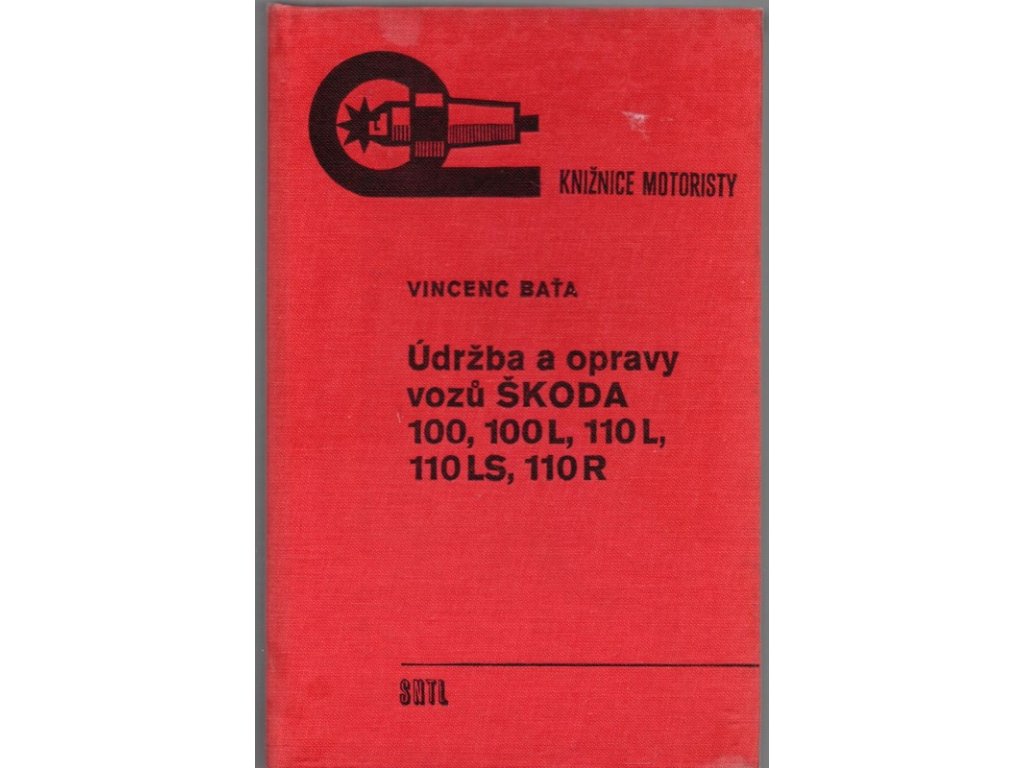 KNIŽNICE MOTORISTY
VINCENC BAŤA
Údržba a opravy
vozů ŠKODA
100, 100 L, 110 L,
110 LS, 110 R
SNTL